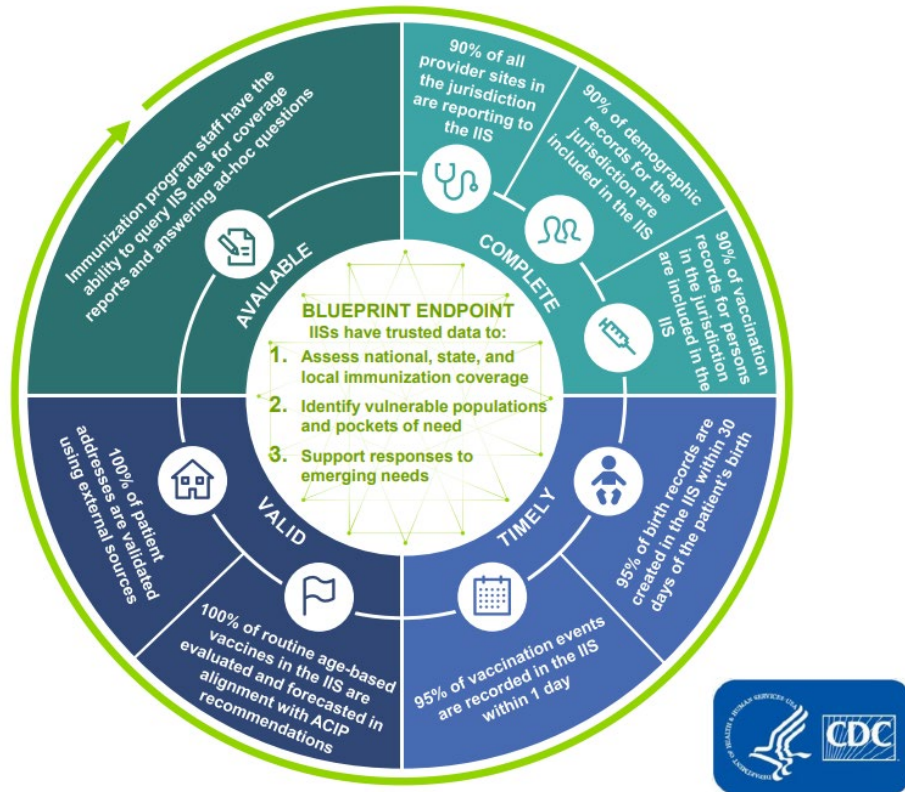 90% of all
provider sites in
the jurisdiction
are reporting to
the IIS
90% of demographic
records for the
jurisdiction are
included in the IIS
90% of vaccination
records for persons
in the jurisdiction
are included in the
IIS
COMPLETE
95% of birth records are
created in the IIS within 30
days of the patient's birth
95% of vaccination events
are recorded in the IIS
within 1 day
TIMELY
100% of routine age-based
vaccines in the IIS are
evaluated and forecasted in
alignment with ACIP
recommendations
100% of patient
addresses are validated
using external sources
VALID
Immunization program staff have the
ability to query IIS data for coverage
reports and answering ad-hoc questions
AVAILABLE
BLUEPRINT ENDPOINT
IISs have trusted data to:
1. Assess national, state, and
local immunization coverage
2. Identify vulnerable populations
and pockets of need
3. Support responses to
emerging needs
DEPARTMENT OF HEALTH & HUMAN SERVICES • USA
CDC